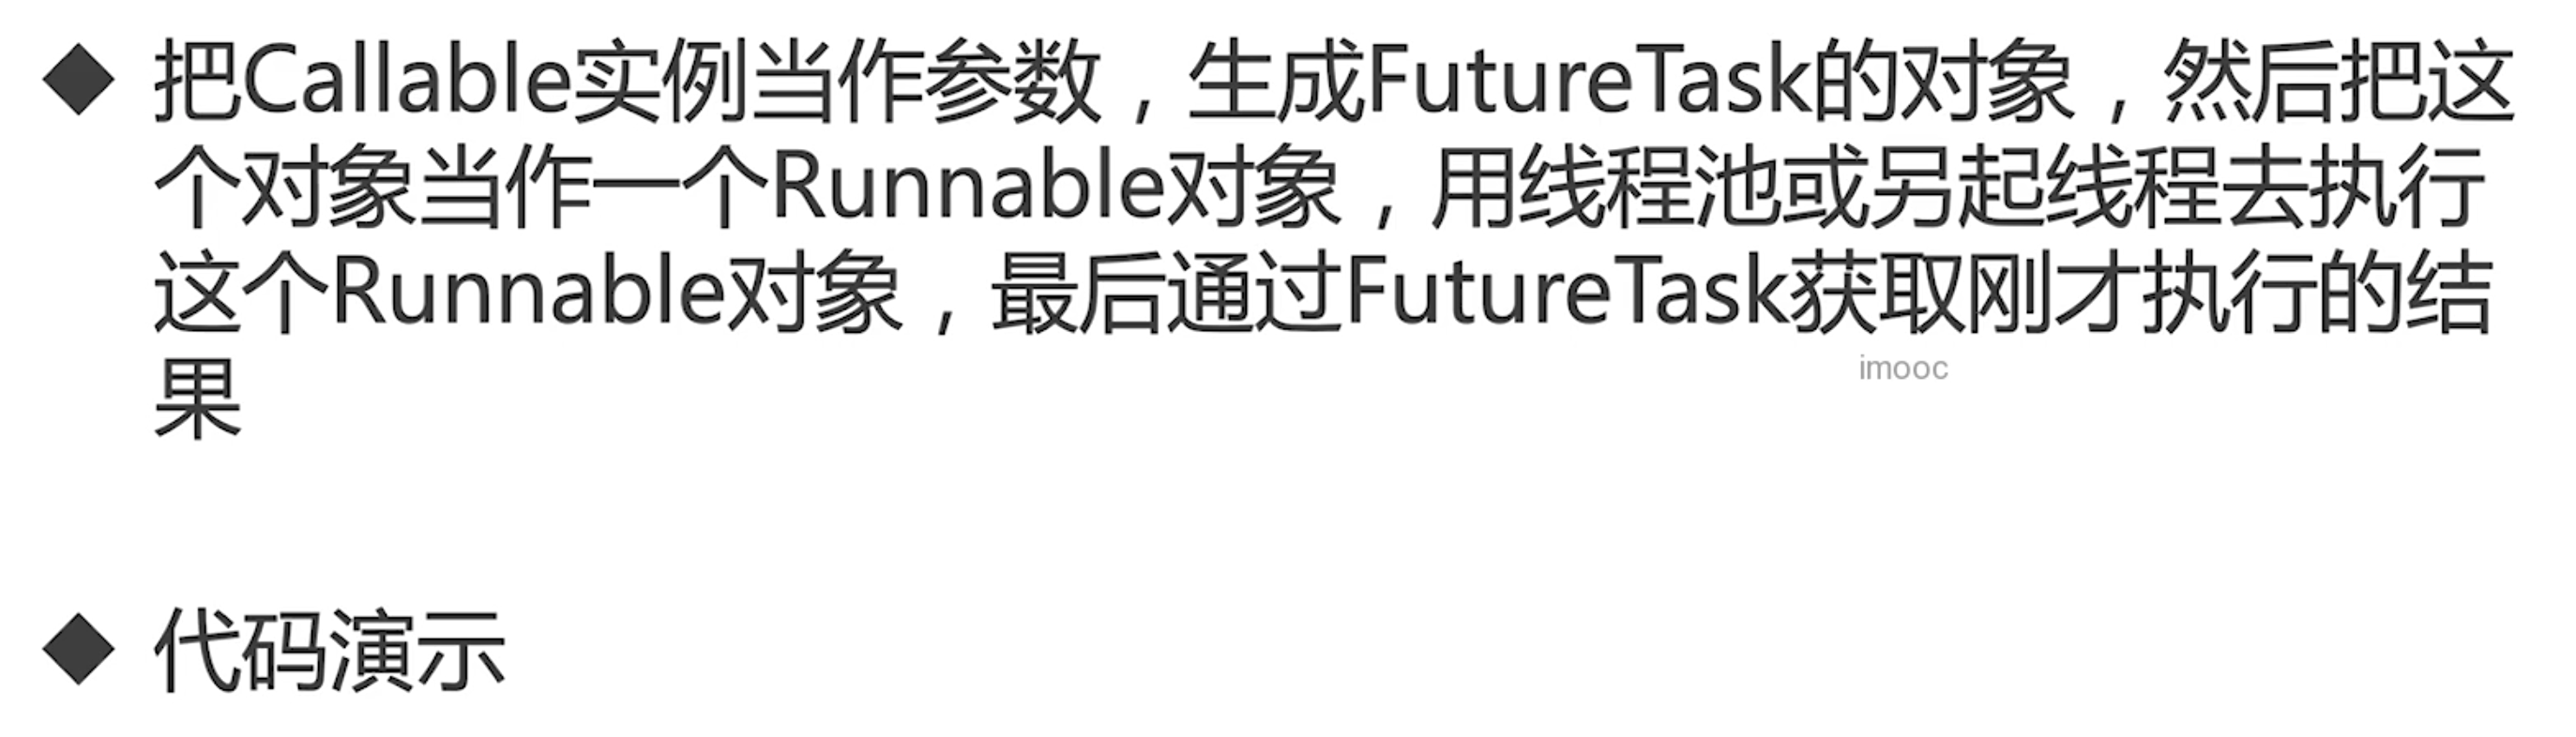 ◆ 把Callable实例当作参数，生成FutureTask的对象，然后把这
个对象当作一个Runnable对象，用线程池或另起线程去执行
这个Runnable对象，最后通过FutureTask获取刚才执行的结
果
imooc
◆ 代码演示